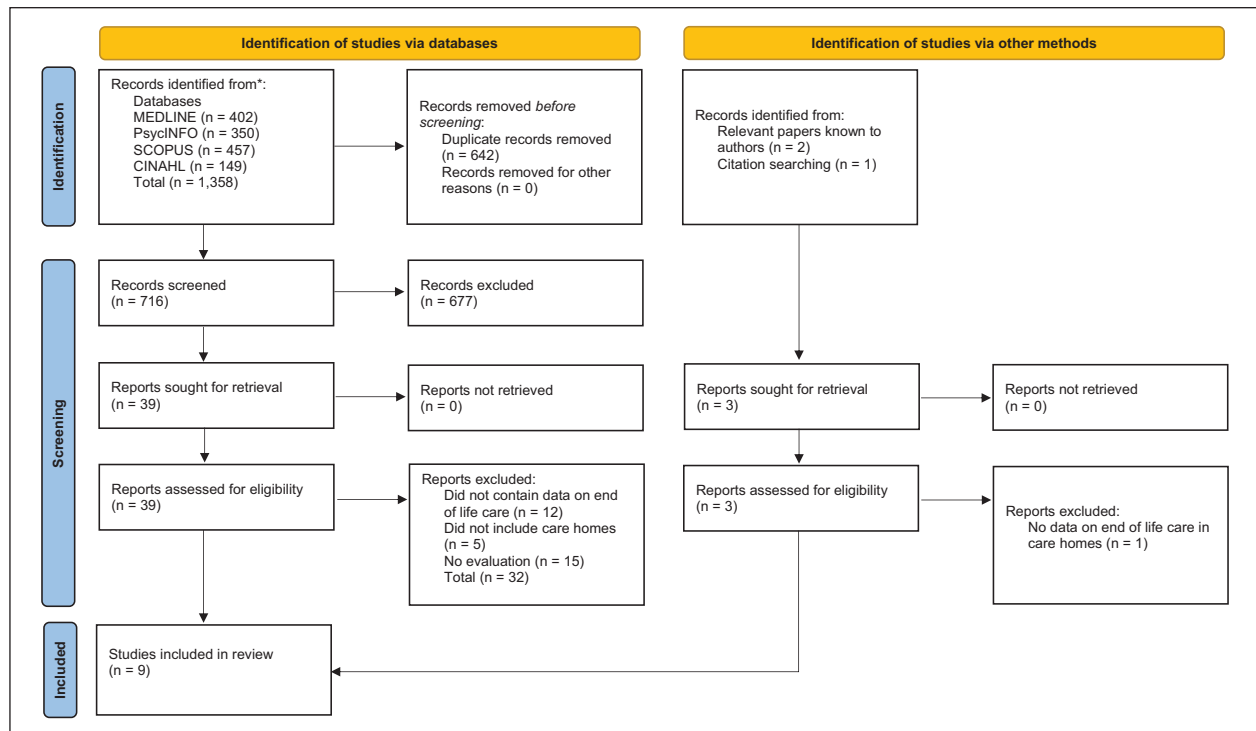 Identification of studies via databases
Identification of studies via other methods
Identification
Records identified from*:
Databases
MEDLINE (n = 402)
PsycINFO (n = 350)
SCOPUS (n = 457)
CINAHL (n = 149)
Total (n = 1,358)
Records removed before
screening:
Duplicate records removed
(n = 642)
Records removed for other
reasons (n = 0)
Records identified from:
Relevant papers known to
authors (n = 2)
Citation searching (n = 1)
Screening
Records screened
(n = 716)
Records excluded
(n = 677)
Reports sought for retrieval
(n = 39)
Reports not retrieved
(n = 0)
Reports sought for retrieval
(n = 3)
Reports not retrieved
(n = 0)
Reports assessed for eligibility
(n = 39)
Reports excluded:
Did not contain data on end
of life care (n = 12)
Did not include care homes
(n = 5)
No evaluation (n = 15)
Total (n = 32)
Reports assessed for eligibility
(n = 3)
Reports excluded:
No data on end of life care in
care homes (n = 1)
Included
Studies included in review
(n = 9)